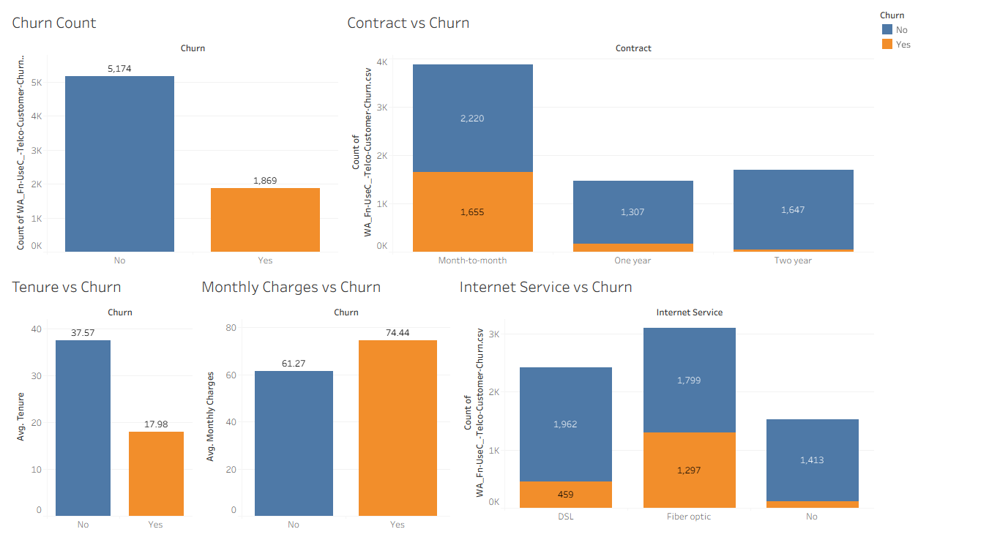 Churn Count
Churn
Count of WA_Fn-UseC_-Telco-Customer-Churn..
5K
4K
3K
2K
1K
0K
5,174
1,869
No
Yes
Contract vs Churn
Contract
Count of
WA_Fn-UseC_-Telco-Customer-Churn.csv
4K
3K
2K
1K
0K
2,220
1,655
1,307
1,647
Month-to-month
One year
Two year
Churn
No
Yes
Tenure vs Churn
Churn
Avg. Tenure
40
30
20
10
0
37.57
17.98
No
Yes
Monthly Charges vs Churn
Churn
Avg. Monthly Charges
80
60
40
20
0
61.27
74.44
No
Yes
Internet Service vs Churn
Internet Service
Count of
WA_Fn-UseC_-Telco-Customer-Churn.csv
3K
2K
1K
0K
1,962
459
1,799
1,297
1,413
DSL
Fiber optic
No